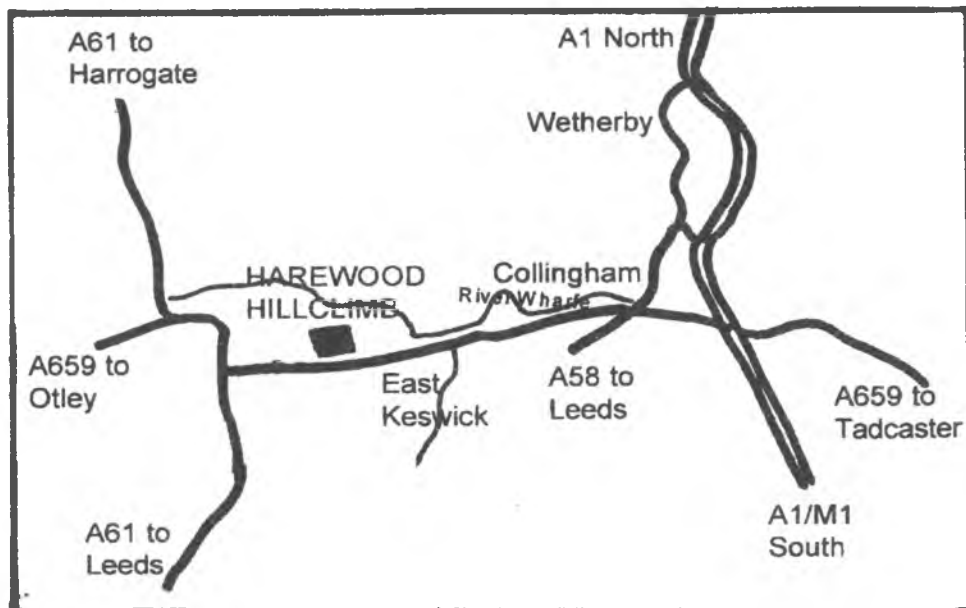 A61 to
Harrogate
A1 North
Wetherby
HAREWOOD
HILLCLIMB
Collingham
River Wharfe
A659 to
Otley
East
Keswick
A58 to
Leeds
A659 to
Tadcaster
A61 to
Leeds
A1/M1
South